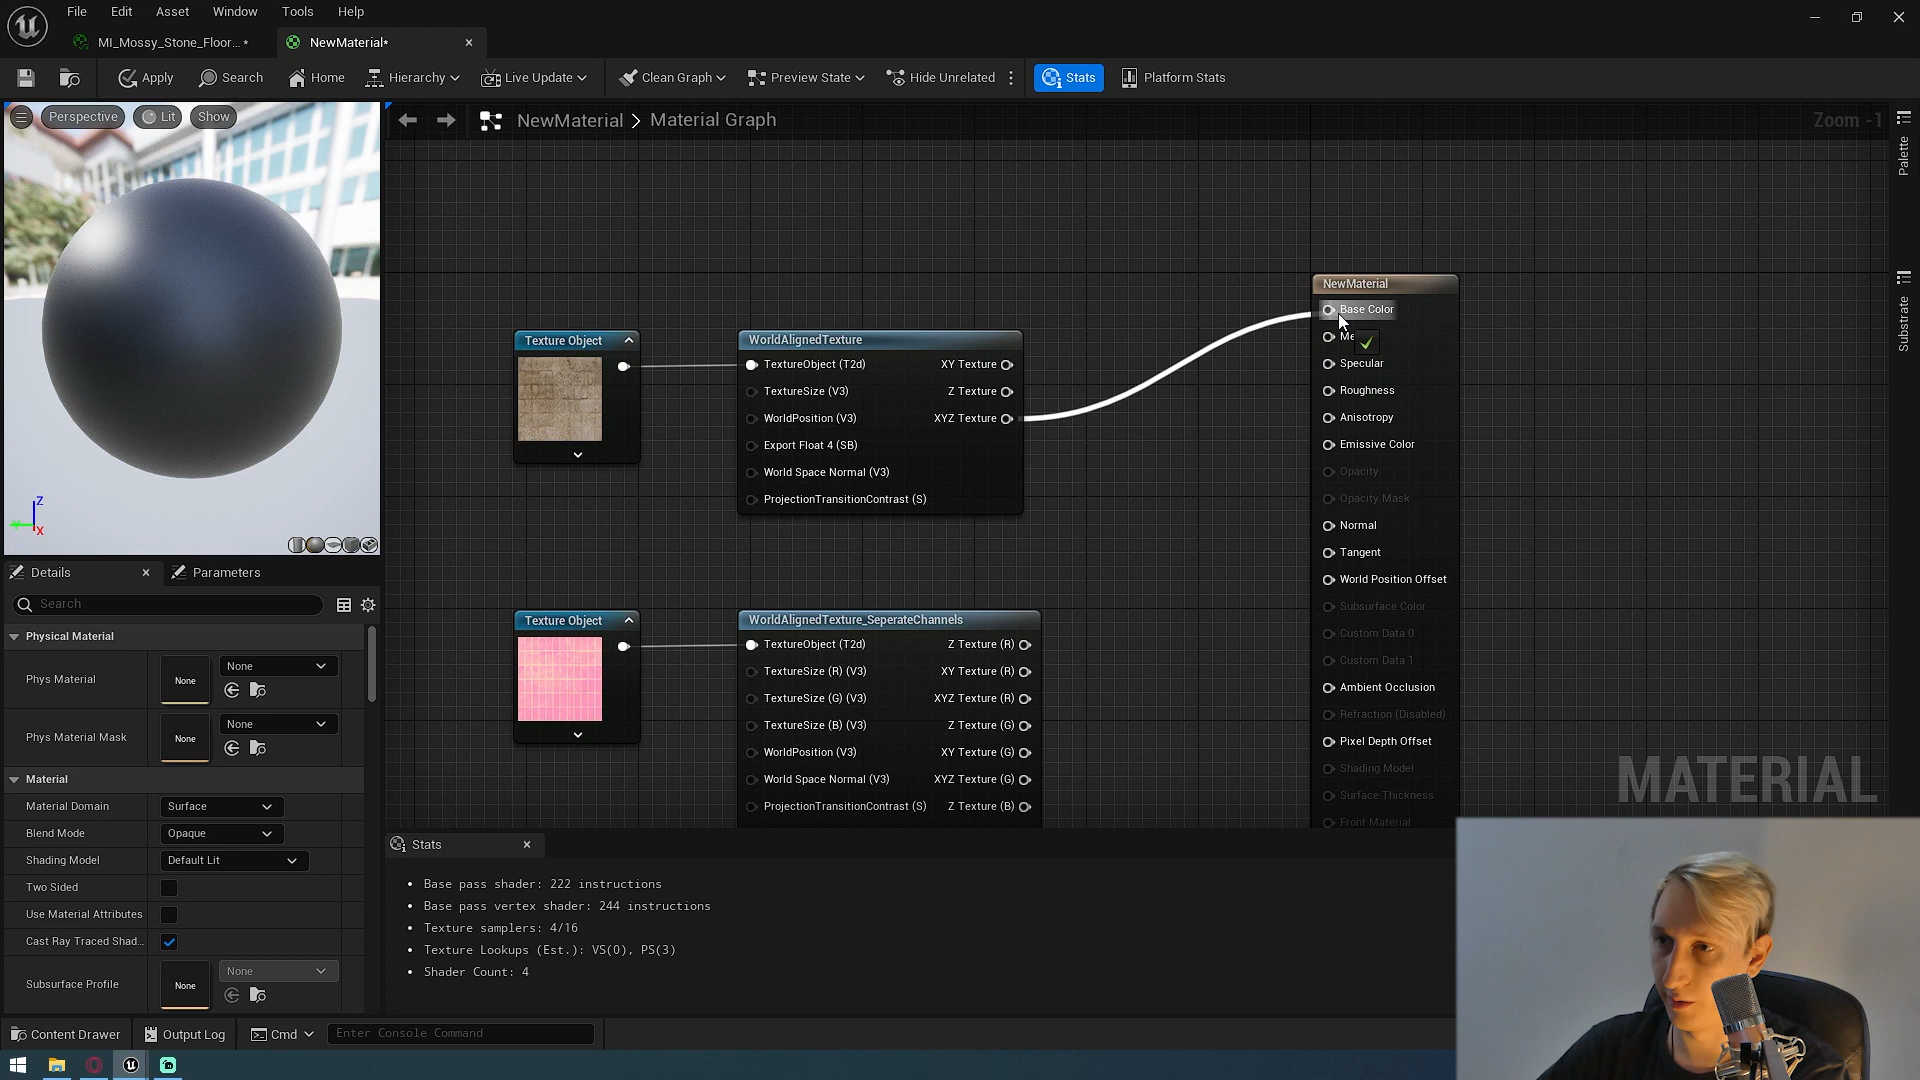 File Edit Asset Window Tools Help
MI_Mossy_Stone_Floor... •
NewMaterial•
Apply Search Home Hierarchy Live Update Clean Graph Preview State Hide Unrelated Stats Platform Stats
Perspective Lit Show
NewMaterial > Material Graph
Zoom -1
Palette
Substrate
Z
X
Texture Object
WorldAlignedTexture
TextureObject (T2d) XY Texture
TextureSize (V3) Z Texture
WorldPosition (V3) XYZ Texture
Export Float 4 (SB)
World Space Normal (V3)
ProjectionTransitionContrast (S)
Texture Object
WorldAlignedTexture_SeperateChannels
TextureObject (T2d) Z Texture (R)
TextureSize (R) (V3) XY Texture (R)
TextureSize (G) (V3) XYZ Texture (R)
TextureSize (B) (V3) Z Texture (G)
WorldPosition (V3) XY Texture (G)
World Space Normal (V3) XYZ Texture (G)
ProjectionTransitionContrast (S) Z Texture (B)
NewMaterial
Base Color
Me
Specular
Roughness
Anisotropy
Emissive Color
Opacity
Opacity Mask
Normal
Tangent
World Position Offset
Subsurface Color
Custom Data 0
Custom Data 1
Ambient Occlusion
Refraction (Disabled)
Pixel Depth Offset
Shading Model
Surface Thickness
Front Material
MATERIAL
Details
Parameters
Search
Physical Material
Phys Material None None
Phys Material Mask None None
Material
Material Domain Surface
Blend Mode Opaque
Shading Model Default Lit
Two Sided
Use Material Attributes
Cast Ray Traced Shad...
Subsurface Profile None None
Stats
• Base pass shader: 222 instructions
• Base pass vertex shader: 244 instructions
• Texture samplers: 4/16
• Texture Lookups (Est.): VS(0), PS(3)
• Shader Count: 4
Content Drawer Output Log Cmd Enter Console Command